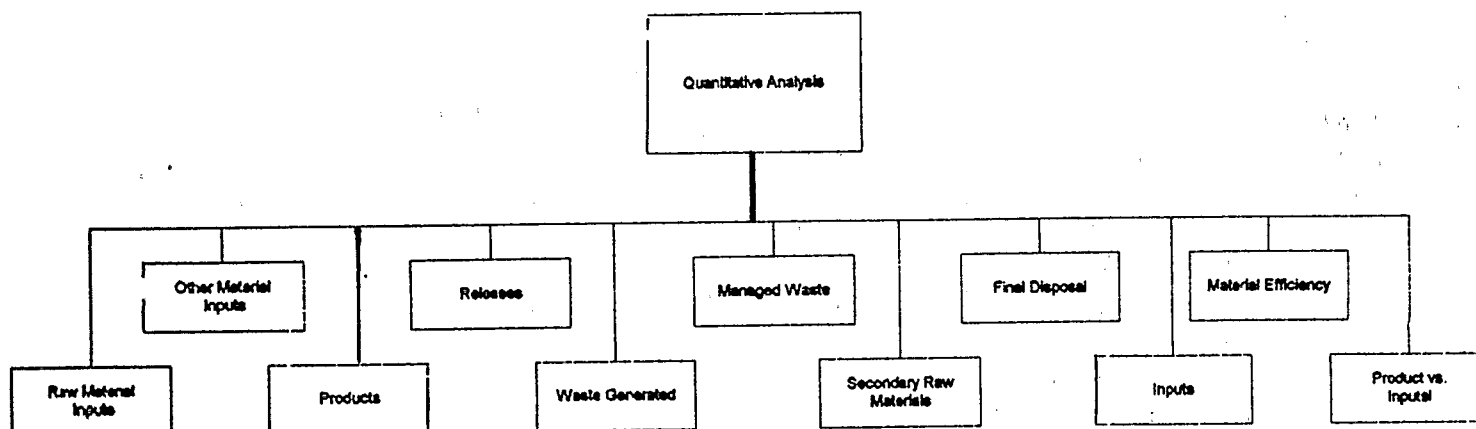 Quantitative Analysis
Other Material
Inputs
Releases
Managed Waste
Final Disposal
Material Efficiency
Raw Material
Inputs
Products
Waste Generated
Secondary Raw
Materials
Inputs
Product vs.
Inputs!